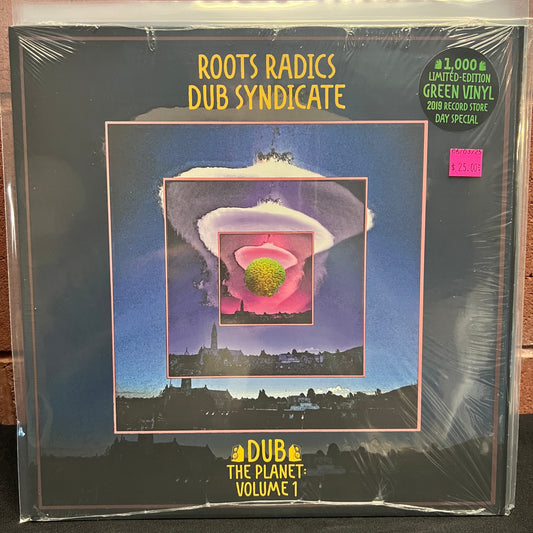 ROOTS RADICS
DUB SYNDICATE
1,000
LIMITED-EDITION
GREEN VINYL
2019 RECORD STORE
DAY SPECIAL
$ 25.00
DUB
THE PLANET:
VOLUME 1